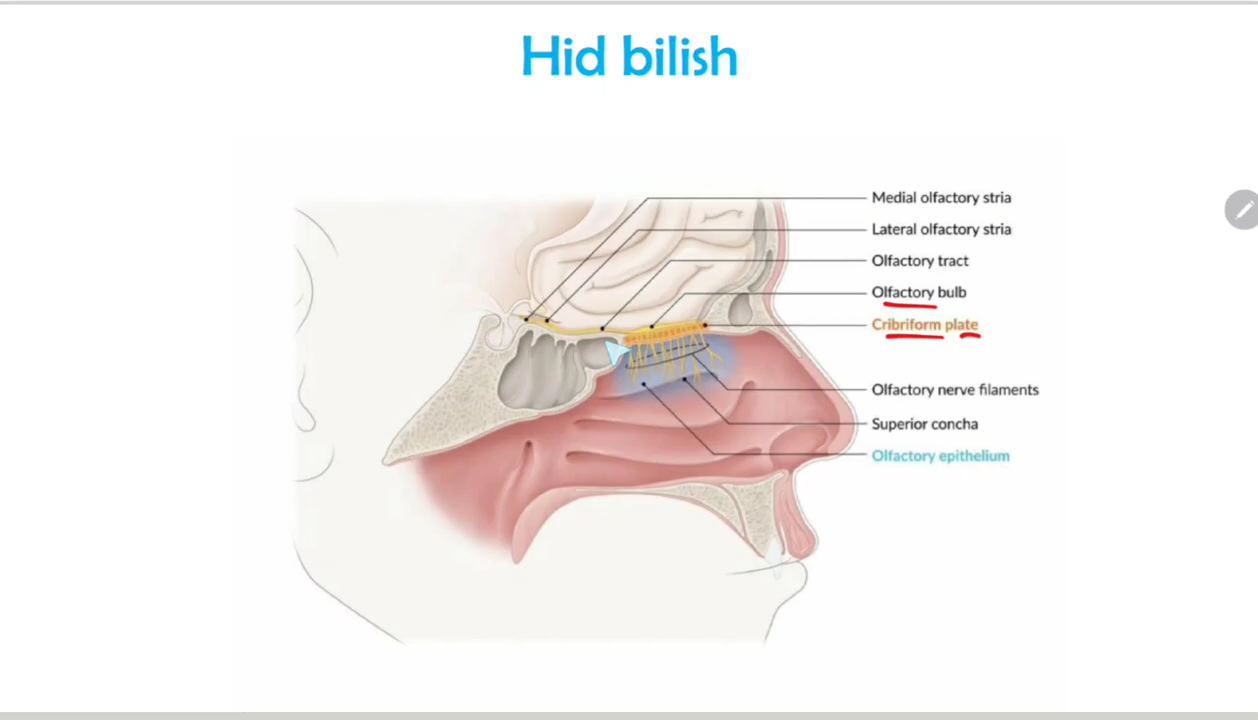 Hid bilish
Medial olfactory stria
Lateral olfactory stria
Olfactory tract
Olfactory bulb
Cribriform plate
Olfactory nerve filaments
Superior concha
Olfactory epithelium